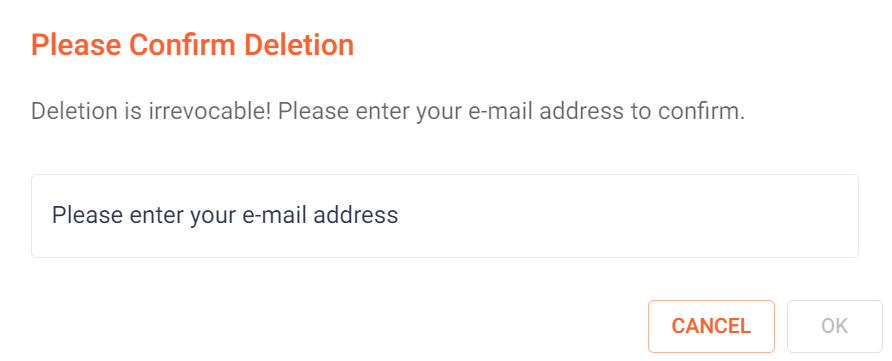 Please Confirm Deletion
Deletion is irrevocable! Please enter your e-mail address to confirm.
Please enter your e-mail address
CANCEL OK